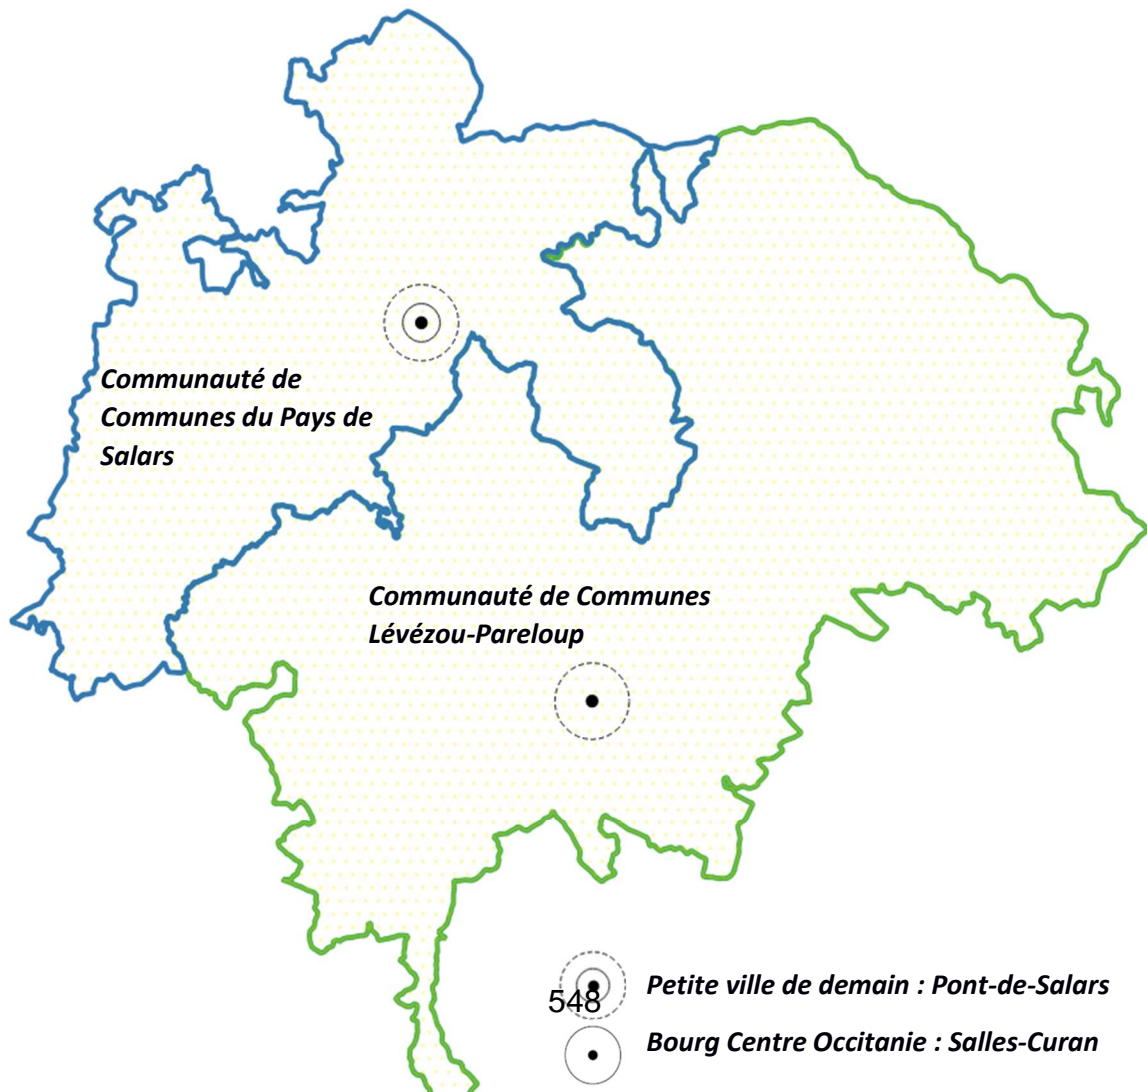 Communauté de
Communes du Pays de
Salars
Communauté de Communes
Lévézou-Pareloup
Petite ville de demain : Pont-de-Salars
548
Bourg Centre Occitanie : Salles-Curan